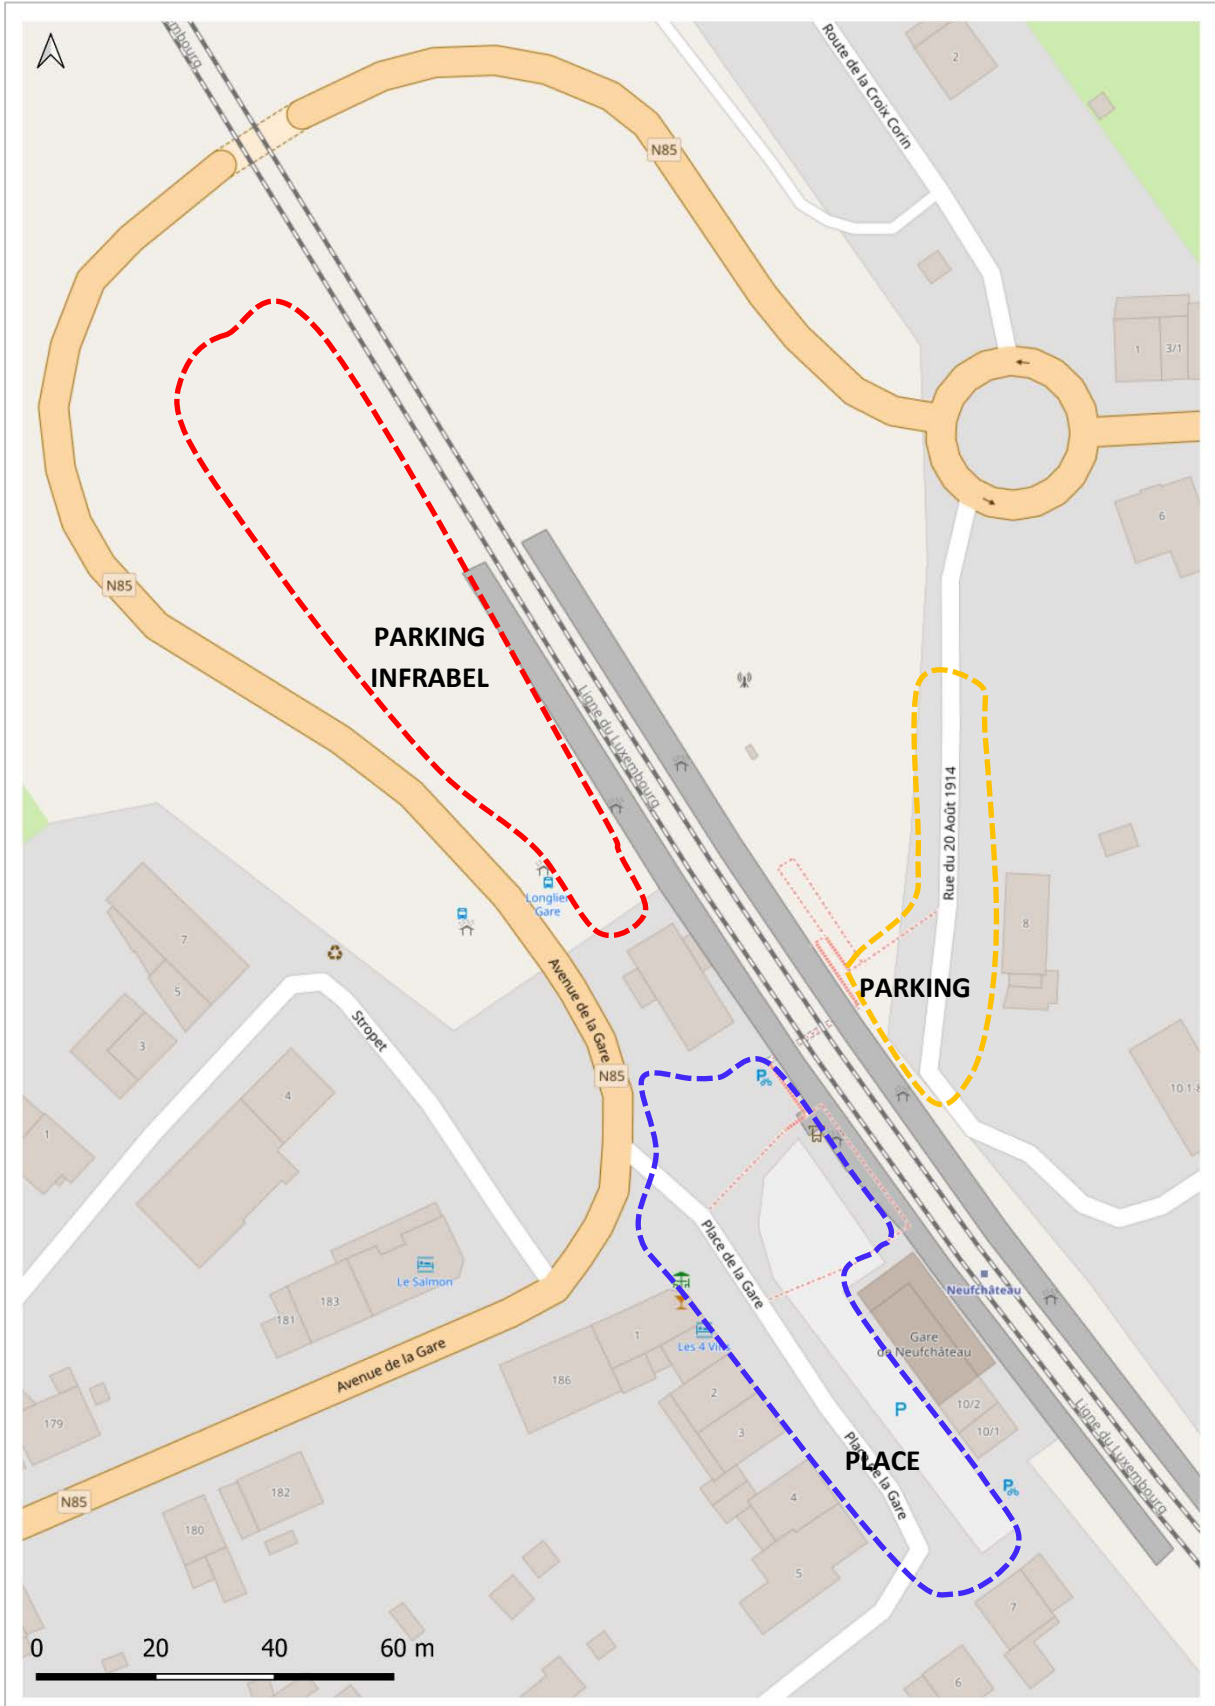 embourg
Route de la Croix Corin
2
N85
1
3/1
6
N85
PARKING
INFRABEL
Ligne du Luxembourg
Rue du 20 Août 1914
Longlier
Gare
8
PARKING
7
5
3
Avenue de la Gare
Stropet
N85
P
4
1
10 1-8
Place de la Gare
Le Salmon
183
181
Neufchâteau
1
Les 4 V
Gare
de Neufchâteau
Avenue de la Gare
186
2
3
P
10/2
10/1
179
Place de la Gare
PLACE
Ligne du Luxembourg
P
N85
182
180
4
5
7
6
0 20 40 60 m